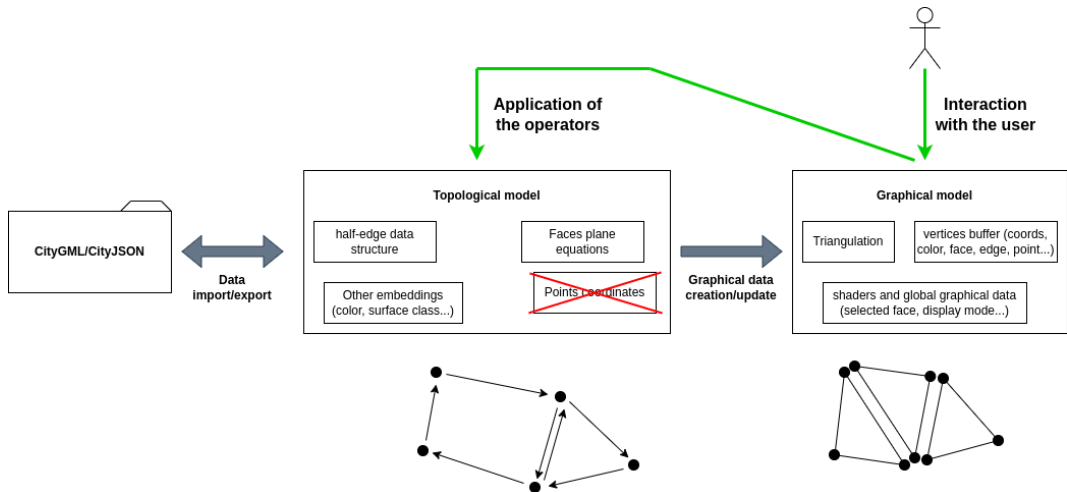 Application of
the operators
Interaction
with the user
CityGML/CityJSON
Data
import/export
Topological model
half-edge data
structure
Faces plane
equations
Other embeddings
(color, surface class...)
Points coordinates
Graphical data
creation/update
Graphical model
Triangulation
vertices buffer (coords,
color, face, edge, point...)
shaders and global graphical data
(selected face, display mode...)